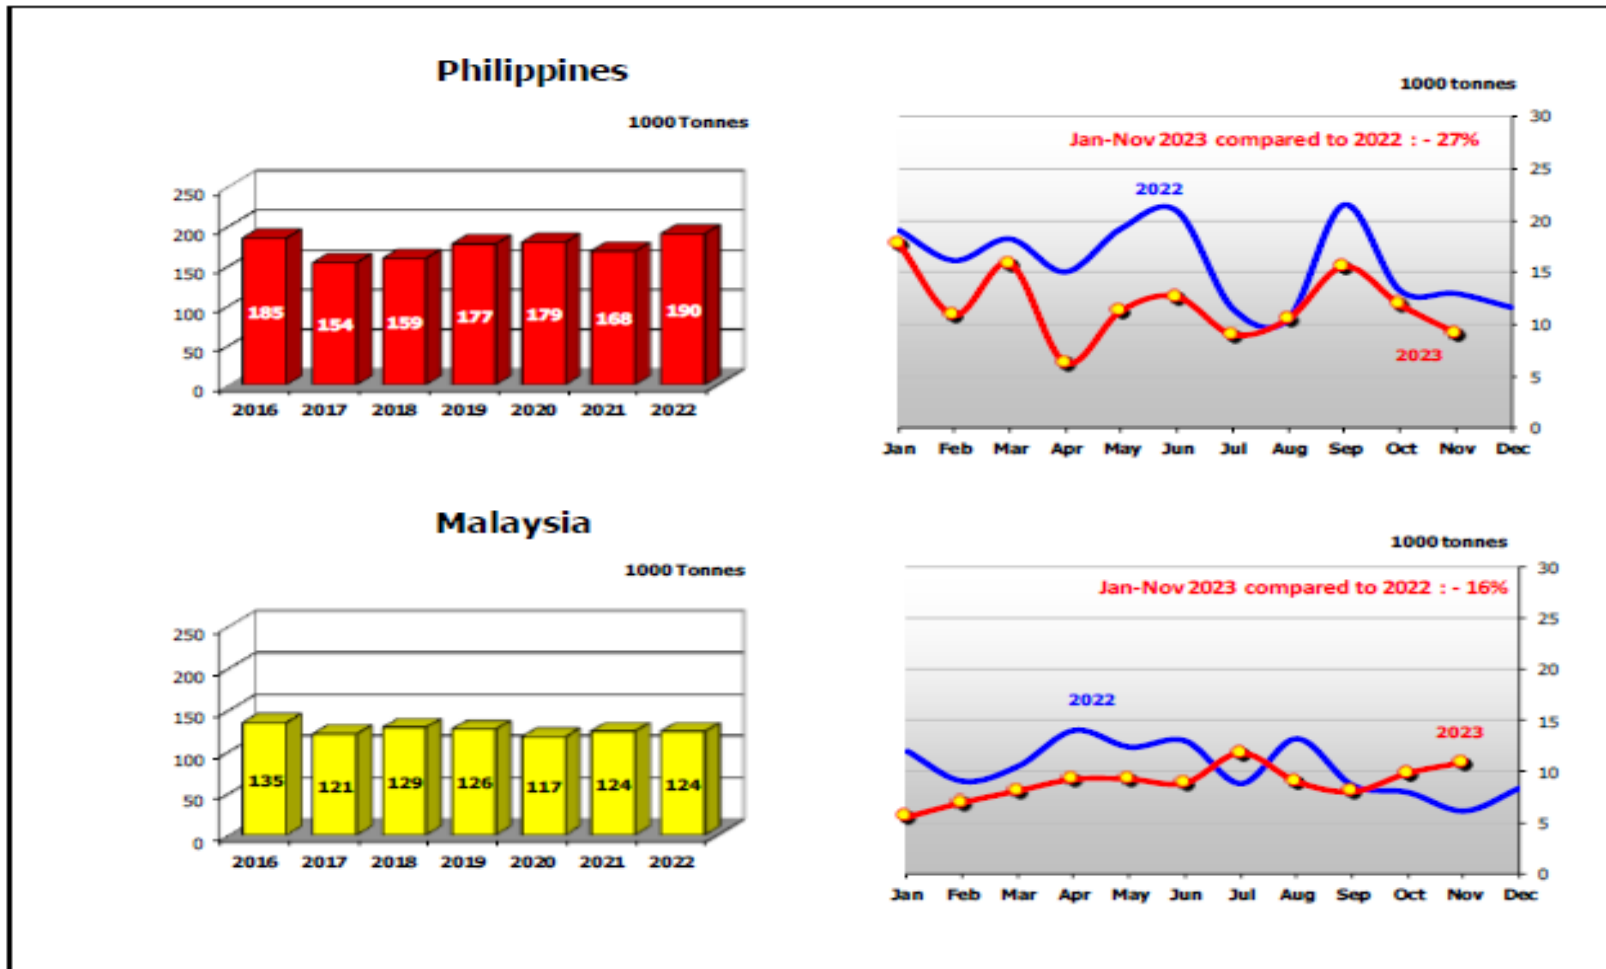 Philippines
1000 Tonnes
250
200
150
100
50
0
185 154 159 177 179 168 190
2016 2017 2018 2019 2020 2021 2022
1000 tonnes
Jan-Nov 2023 compared to 2022 : - 27%
2022
2023
30
25
20
15
10
5
0
Jan Feb Mar Apr May Jun Jul Aug Sep Oct Nov Dec
Malaysia
1000 Tonnes
250
200
150
100
50
0
135 121 129 126 117 124 124
2016 2017 2018 2019 2020 2021 2022
1000 tonnes
Jan-Nov 2023 compared to 2022 : - 16%
2022
2023
30
25
20
15
10
5
0
Jan Feb Mar Apr May Jun Jul Aug Sep Oct Nov Dec